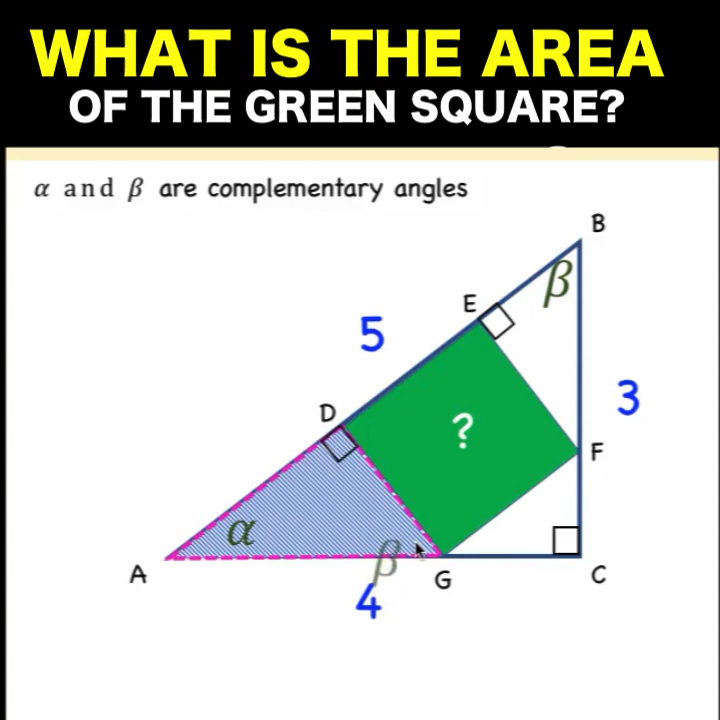 WHAT IS THE AREA
OF THE GREEN SQUARE?
α and β are complementary angles
B
β
E
5
3
D
?
F
α
β
A
G
C
4